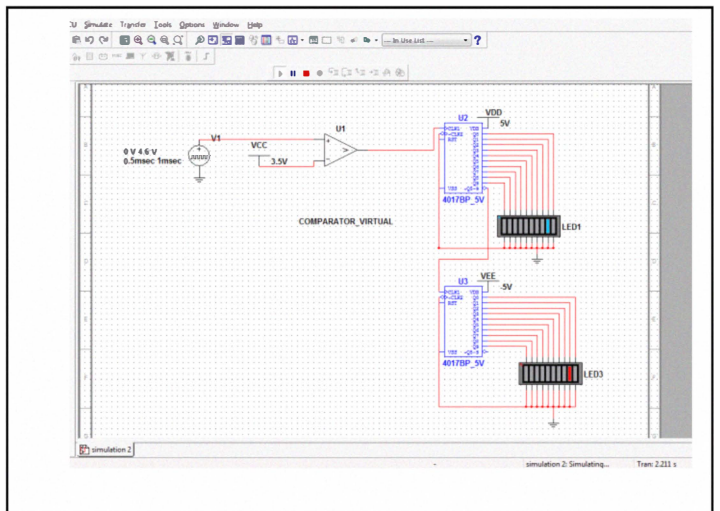 Simulate Transfer Tools Options Window Help
--- In Use List ---
?
V1
0 V 4.6 V
0.5msec 1msec
VCC
3.5V
U1
COMPARATOR_VIRTUAL
U2
VDD
5V
4017BP_5V
LED1
U3
VEE
-5V
4017BP_5V
LED3
simulation 2
simulation 2: Simulating...
Tran: 2.211 s